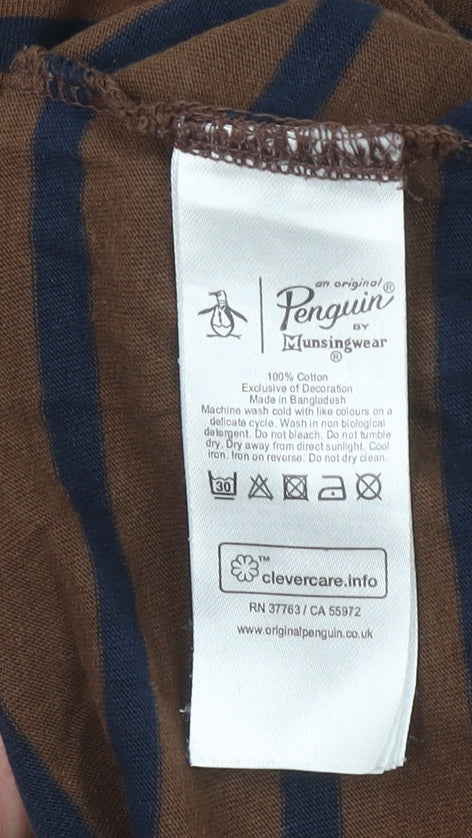 an original®
Penguin
BY
Munsingwear
®
100% Cotton
Exclusive of Decoration
Made in Bangladesh
Machine wash cold with like colours on a
delicate cycle. Wash in non biological
detergent. Do not bleach. Do not tumble
dry. Dry away from direct sunlight. Cool
iron. Iron on reverse. Do not dry clean.
30
™
clevercare.info
RN 37763 / CA 55972
www.originalpenguin.co.uk